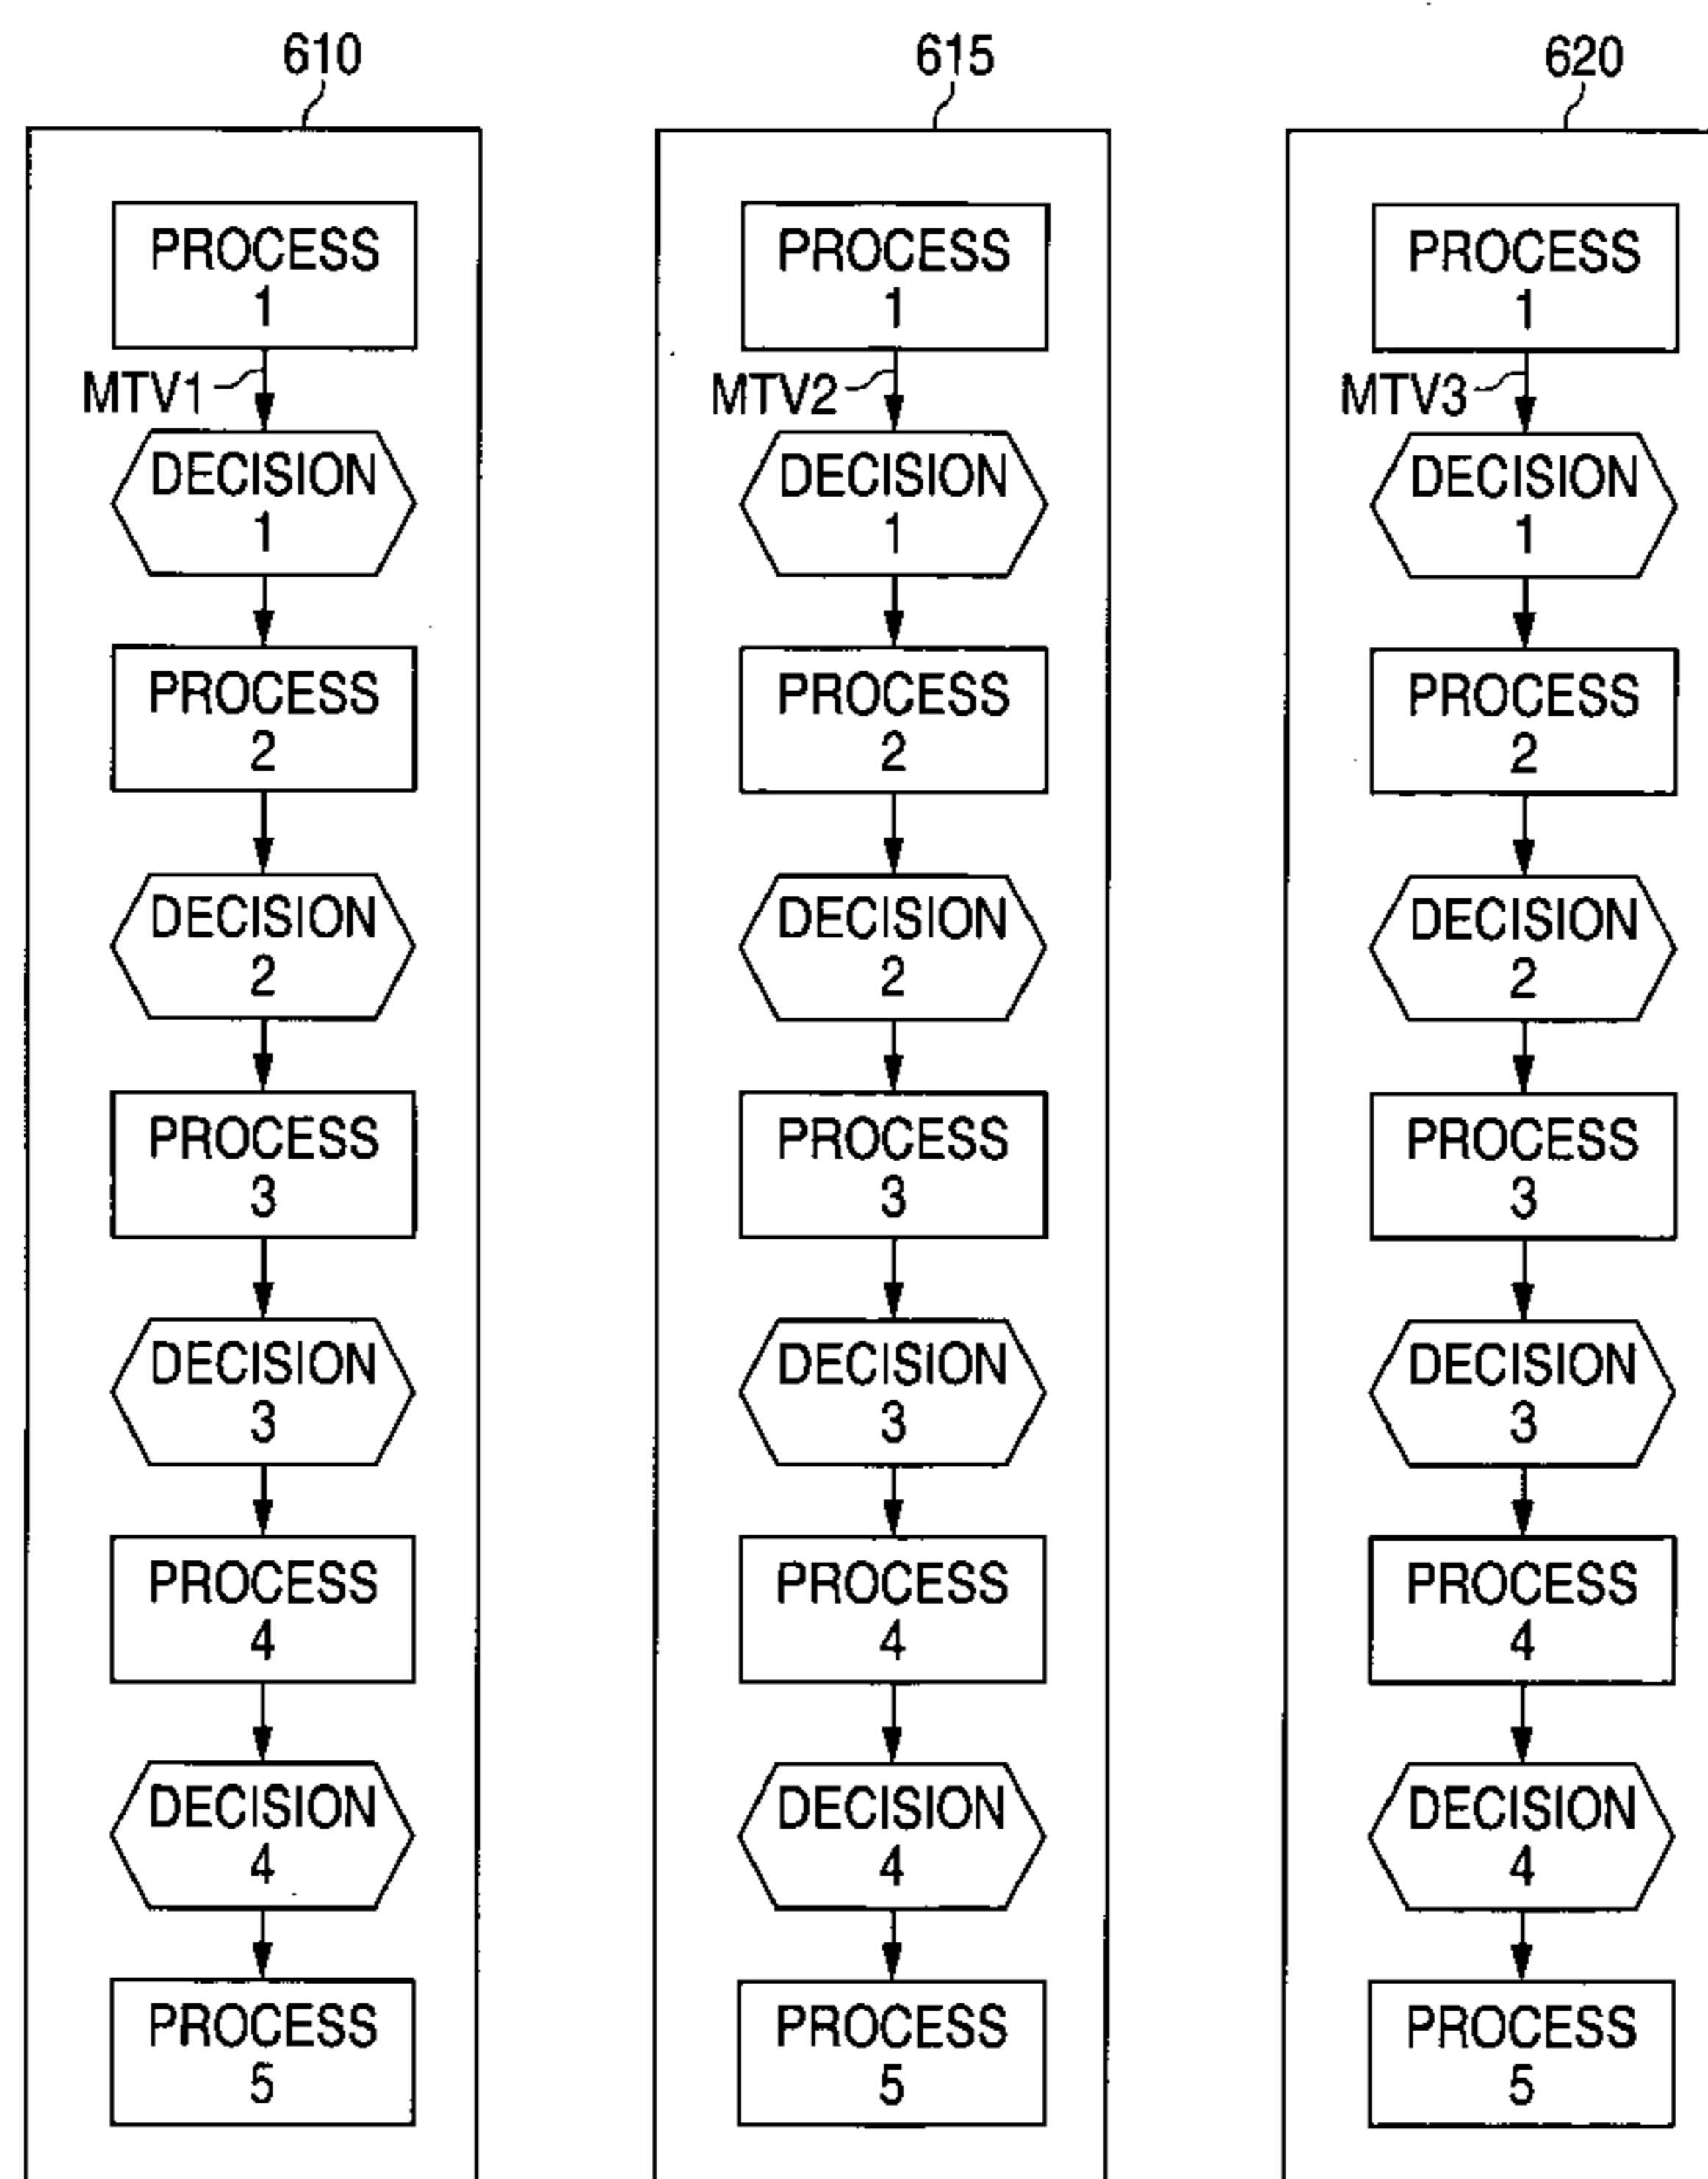 610
PROCESS
1
MTV1
DECISION
1
PROCESS
2
DECISION
2
PROCESS
3
DECISION
3
PROCESS
4
DECISION
4
PROCESS
5
615
PROCESS
1
MTV2
DECISION
1
PROCESS
2
DECISION
2
PROCESS
3
DECISION
3
PROCESS
4
DECISION
4
PROCESS
5
620
PROCESS
1
MTV3
DECISION
1
PROCESS
2
DECISION
2
PROCESS
3
DECISION
3
PROCESS
4
DECISION
4
PROCESS
5